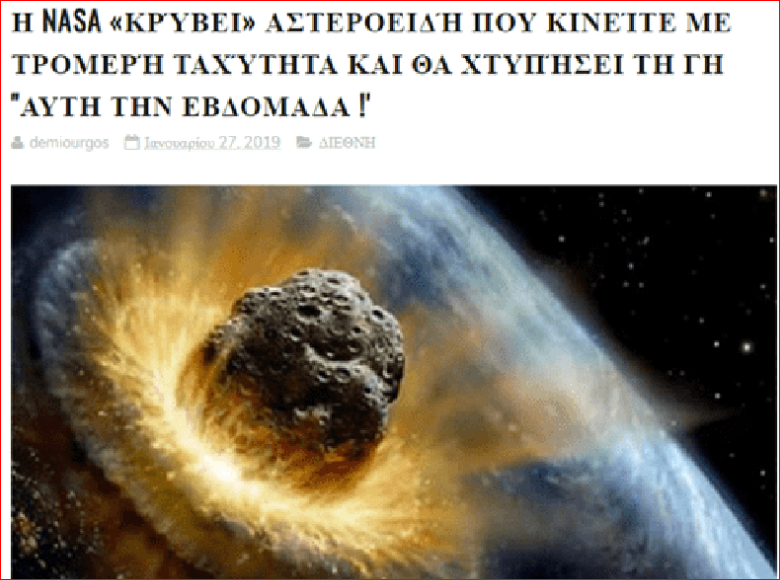 Η NASA «ΚΡΎΒΕΙ» ΑΣΤΕΡΟΕΙΔΉ ΠΟΥ ΚΙΝΕΊΤΕ ΜΕ
ΤΡΟΜΕΡΉ ΤΑΧΎΤΗΤΑ ΚΑΙ ΘΑ ΧΤΥΠΉΣΕΙ ΤΗ ΓΗ
"ΑΥΤΗ ΤΗΝ ΕΒΔΟΜΑΔΑ !"
demiourgos Ιανουαρίου 27, 2019 ΔΙΕΘΝΗ